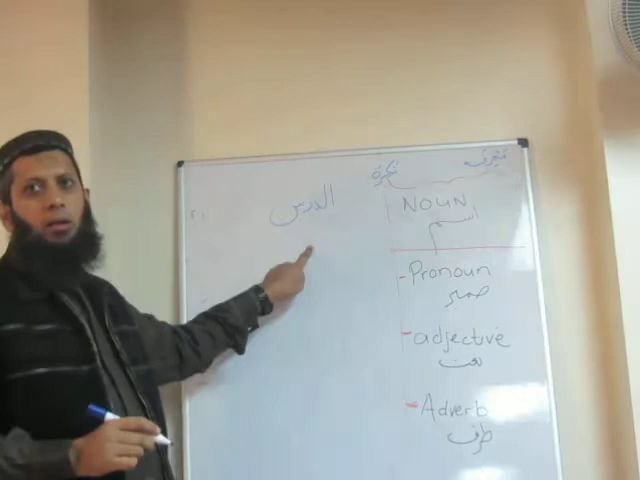 معرفة نكرة
الدرس
NOUN
اسم
- Pronoun
ضمير
- adjective
نعت
- Adverb
ظرف